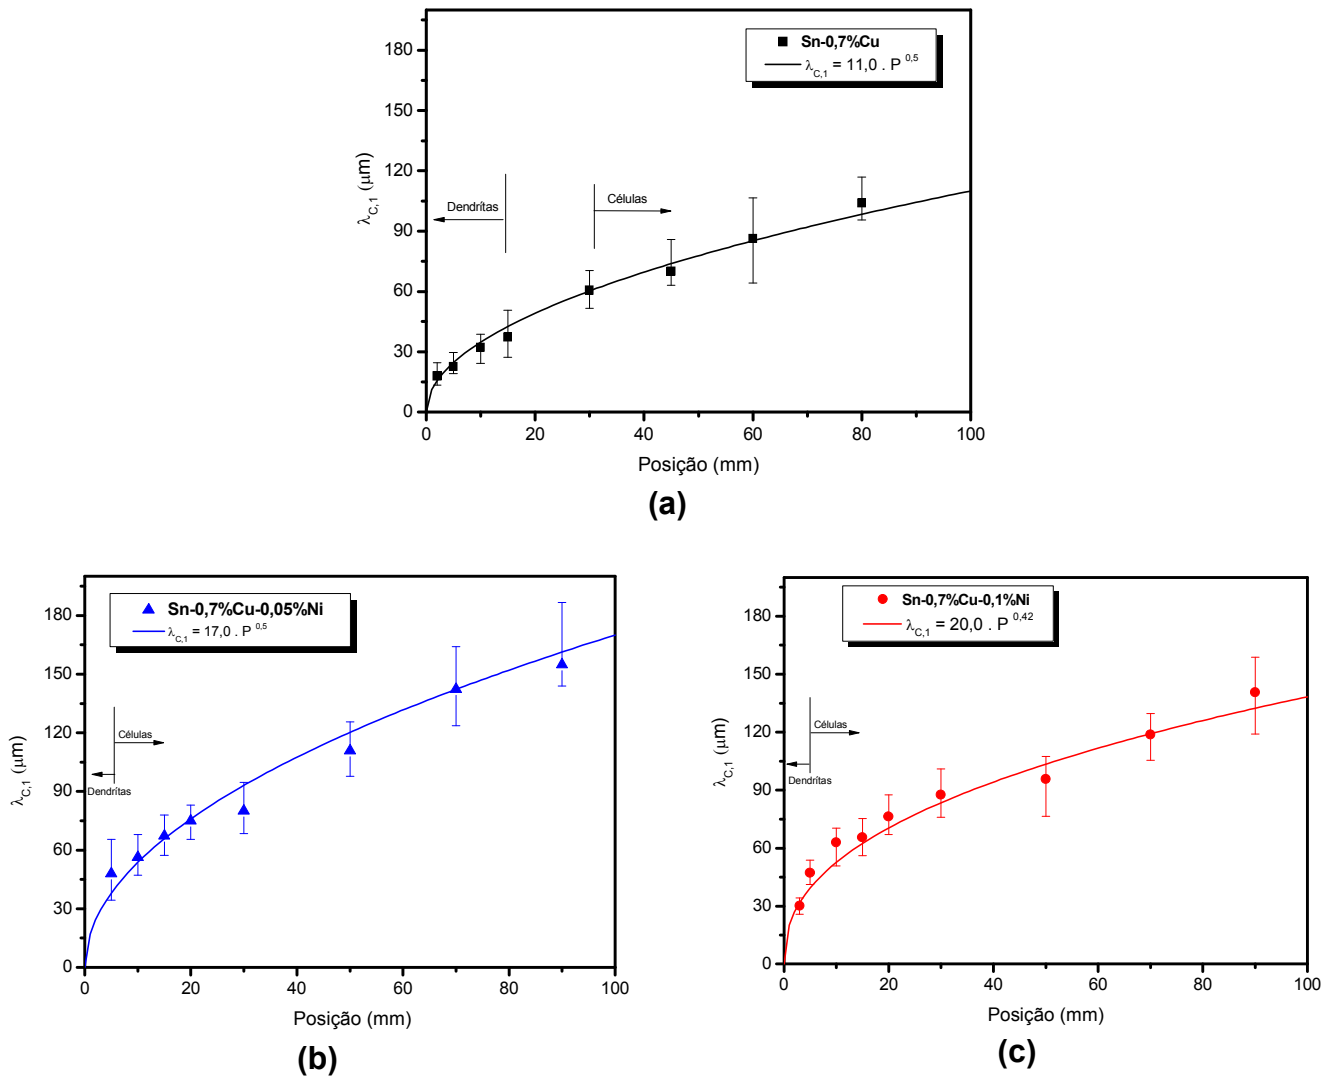 180
150
120
90
60
30
0
λC,1 (μm)
Sn-0,7%Cu
λC,1 = 11,0 . P 0,5
Dendrítas
Células
0 20 40 60 80 100
Posição (mm)
(a)
180
150
120
90
60
30
0
λC,1 (μm)
Sn-0,7%Cu-0,05%Ni
λC,1 = 17,0 . P 0,5
Células
Dendrítas
0 20 40 60 80 100
Posição (mm)
(b)
180
150
120
90
60
30
0
λC,1 (μm)
Sn-0,7%Cu-0,1%Ni
λC,1 = 20,0 . P 0,42
Células
Dendrítas
0 20 40 60 80 100
Posição (mm)
(c)